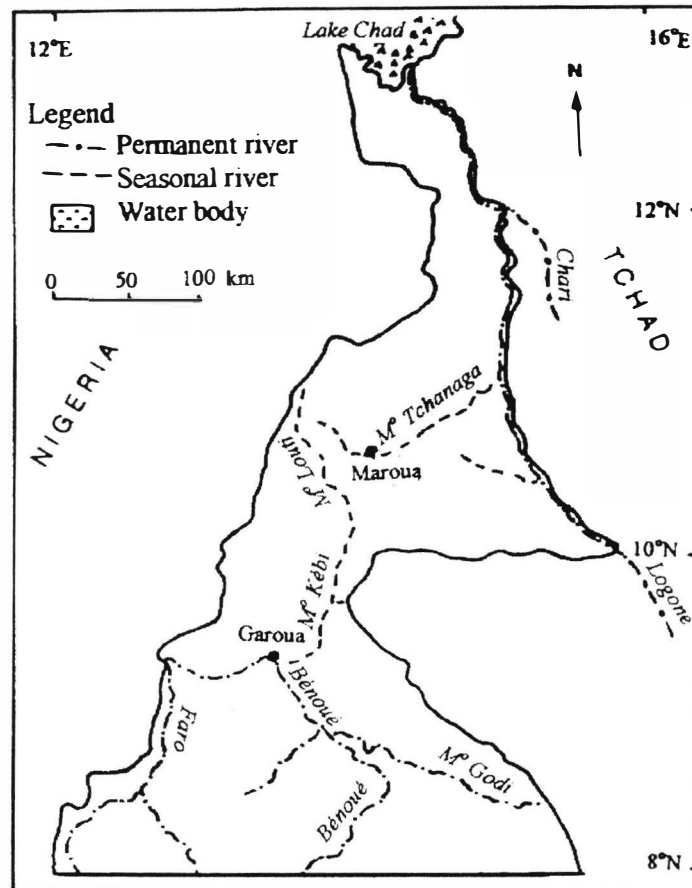 Lake Chad
12°E
16°E
N
Legend
Permanent river
Seasonal river
Water body
12°N
0 50 100 km
Chari
TCHAD
NIGERIA
Mº Tchanaga
Mº Louti
Maroua
10°N
Logone
Mº Kébi
Garoua
Bénoué
Faro
Mº Godi
Bénoué
8°N